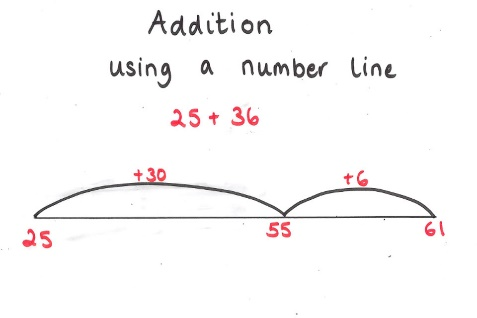 Addition
using a number line
25 + 36
+30 +6
25 55 61